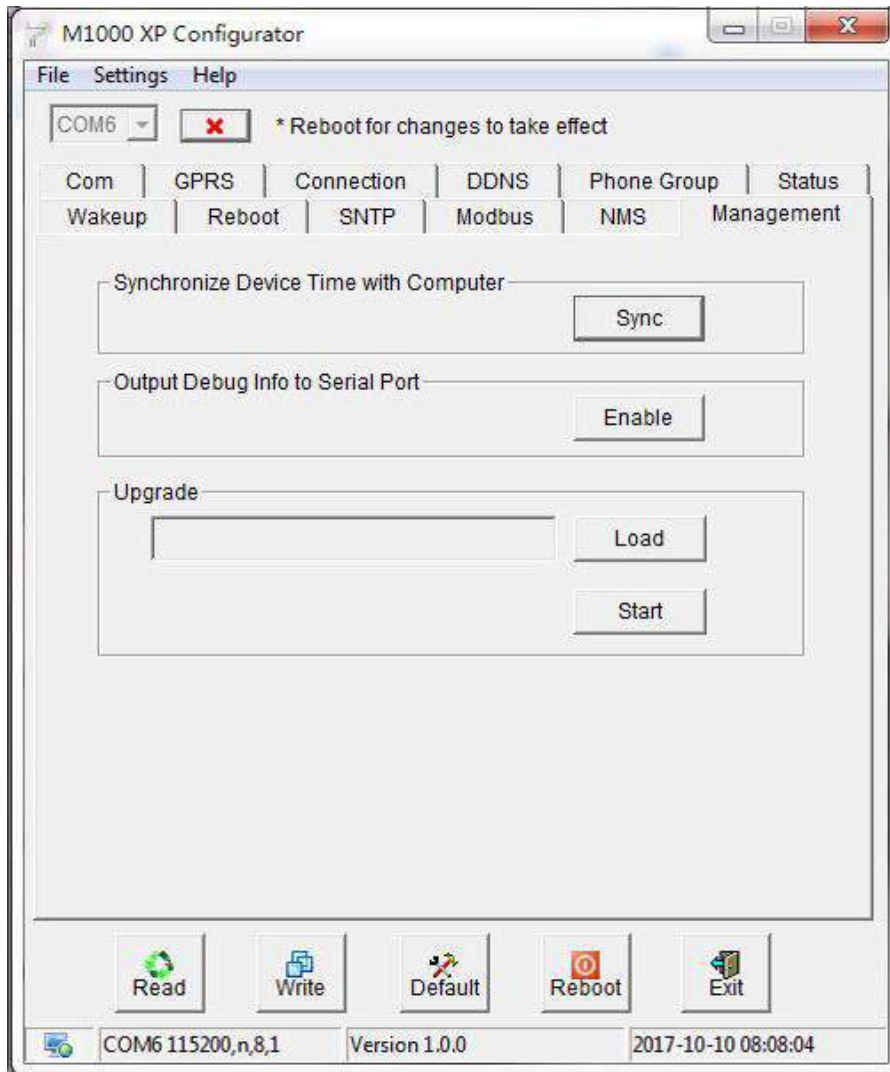 M1000 XP Configurator
File Settings Help
COM6 * Reboot for changes to take effect
Com GPRS Connection DDNS Phone Group Status
Wakeup Reboot SNTP Modbus NMS Management
Synchronize Device Time with Computer
Sync
Output Debug Info to Serial Port
Enable
Upgrade
Load
Start
Read Write Default Reboot Exit
COM6 115200,n,8,1 Version 1.0.0 2017-10-10 08:08:04